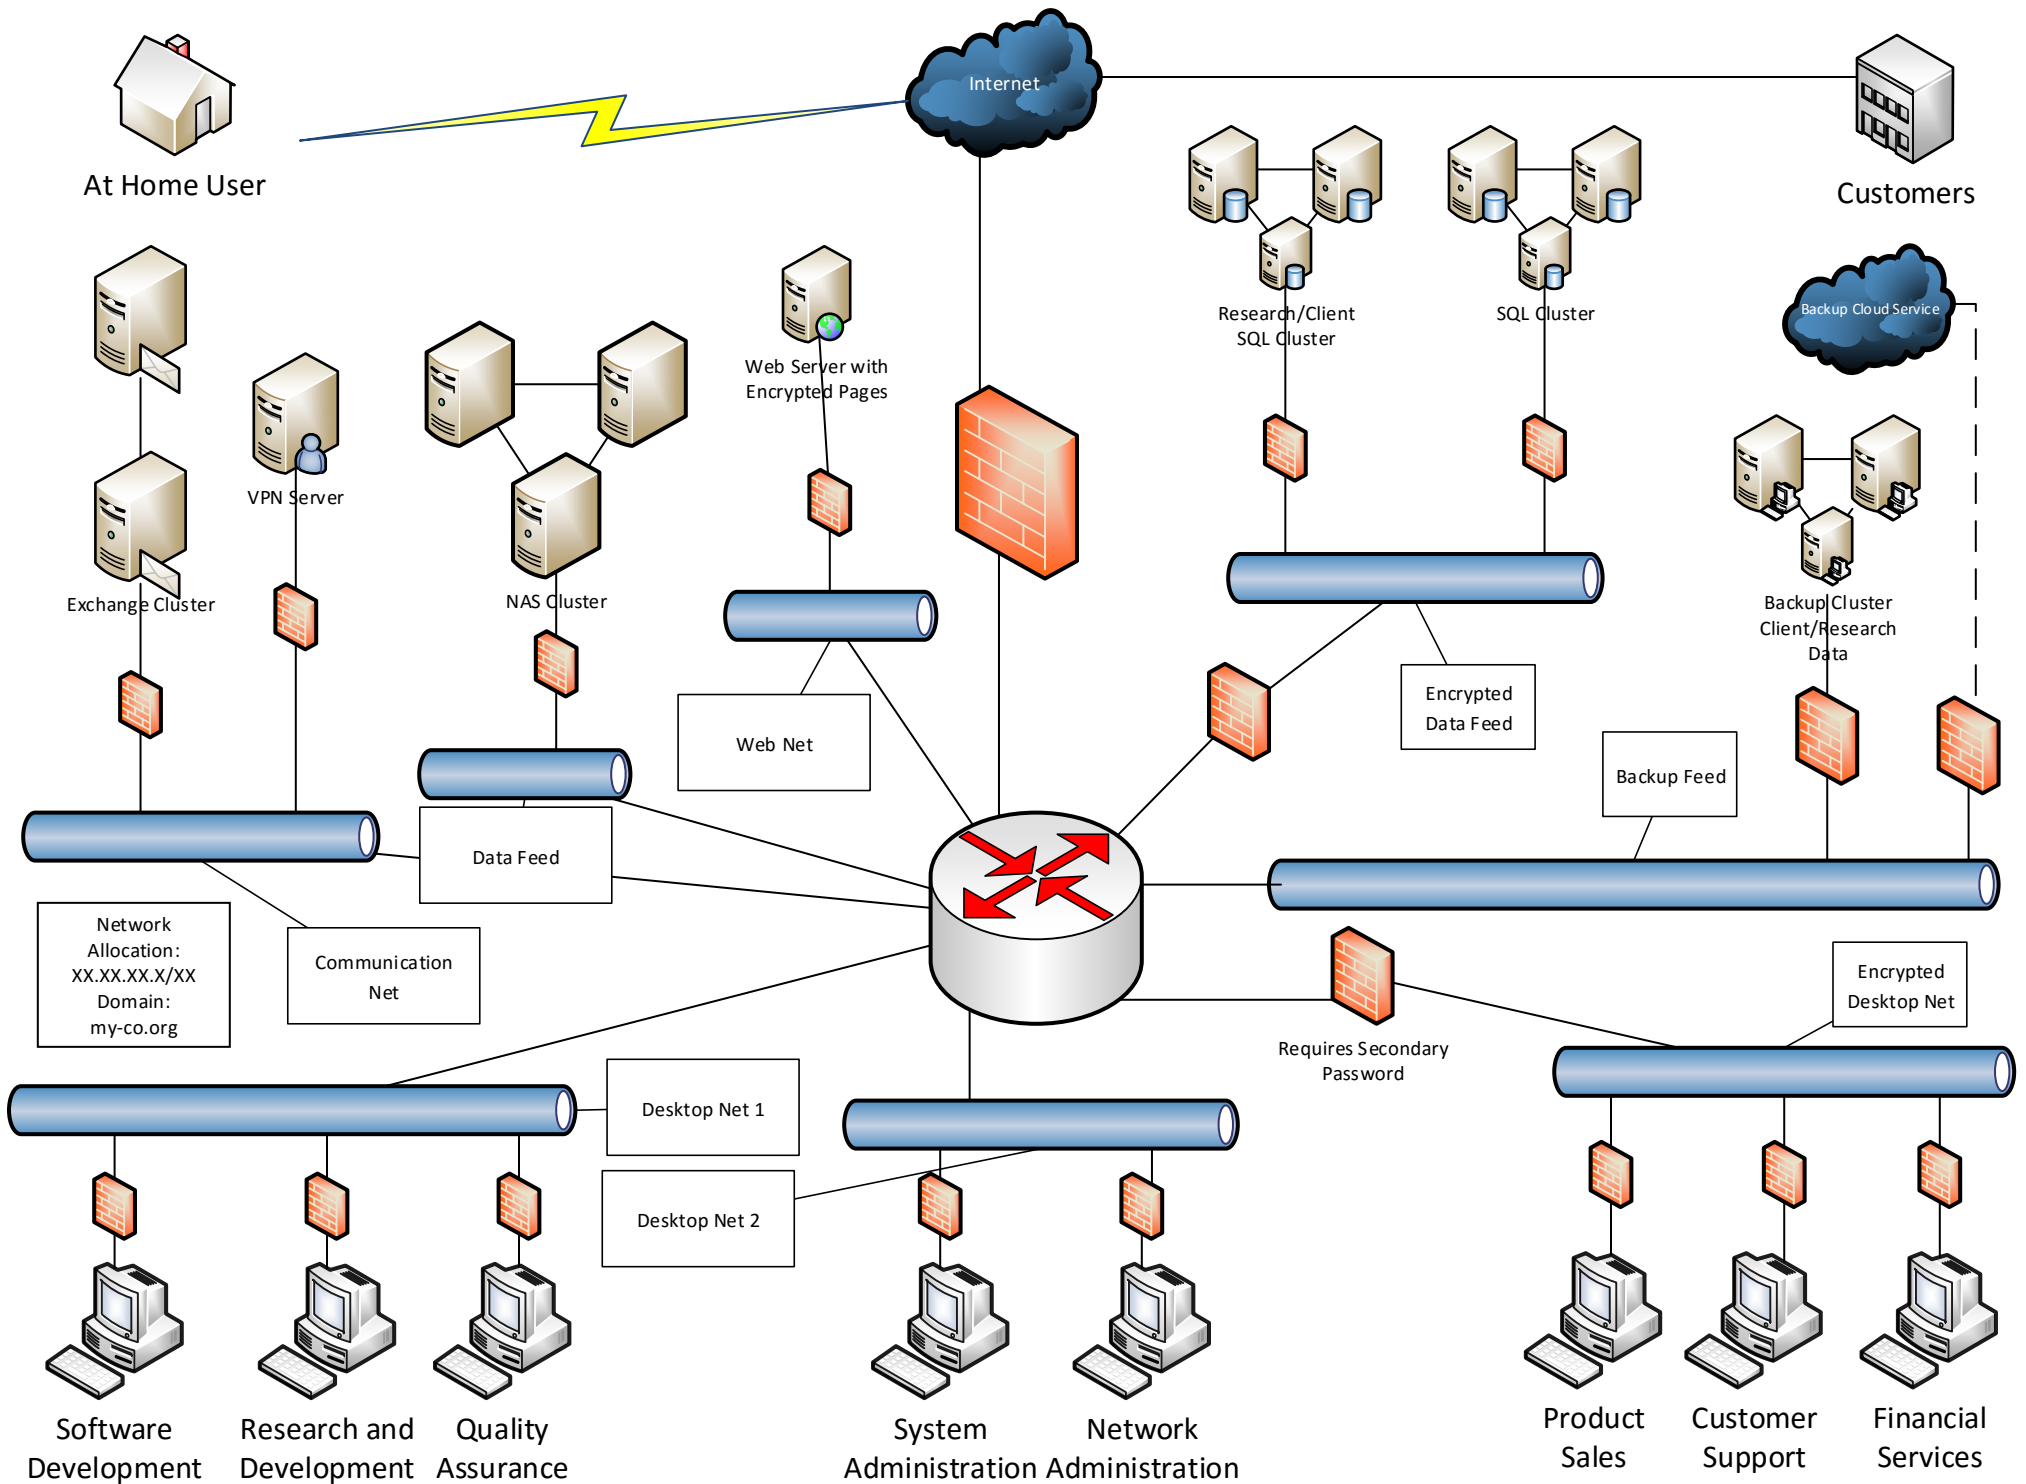 Internet
At Home User
Customers
Research/Client
SQL Cluster
SQL Cluster
Backup Cloud Service
Web Server with
Encrypted Pages
VPN Server
Exchange Cluster
NAS Cluster
Backup Cluster
Client/Research
Data
Encrypted
Data Feed
Web Net
Backup Feed
Data Feed
Network
Allocation:
XX.XX.XX.X/XX
Domain:
my-co.org
Communication
Net
Encrypted
Desktop Net
Requires Secondary
Password
Desktop Net 1
Desktop Net 2
Software
Development
Research and
Development
Quality
Assurance
System
Administration
Network
Administration
Product
Sales
Customer
Support
Financial
Services